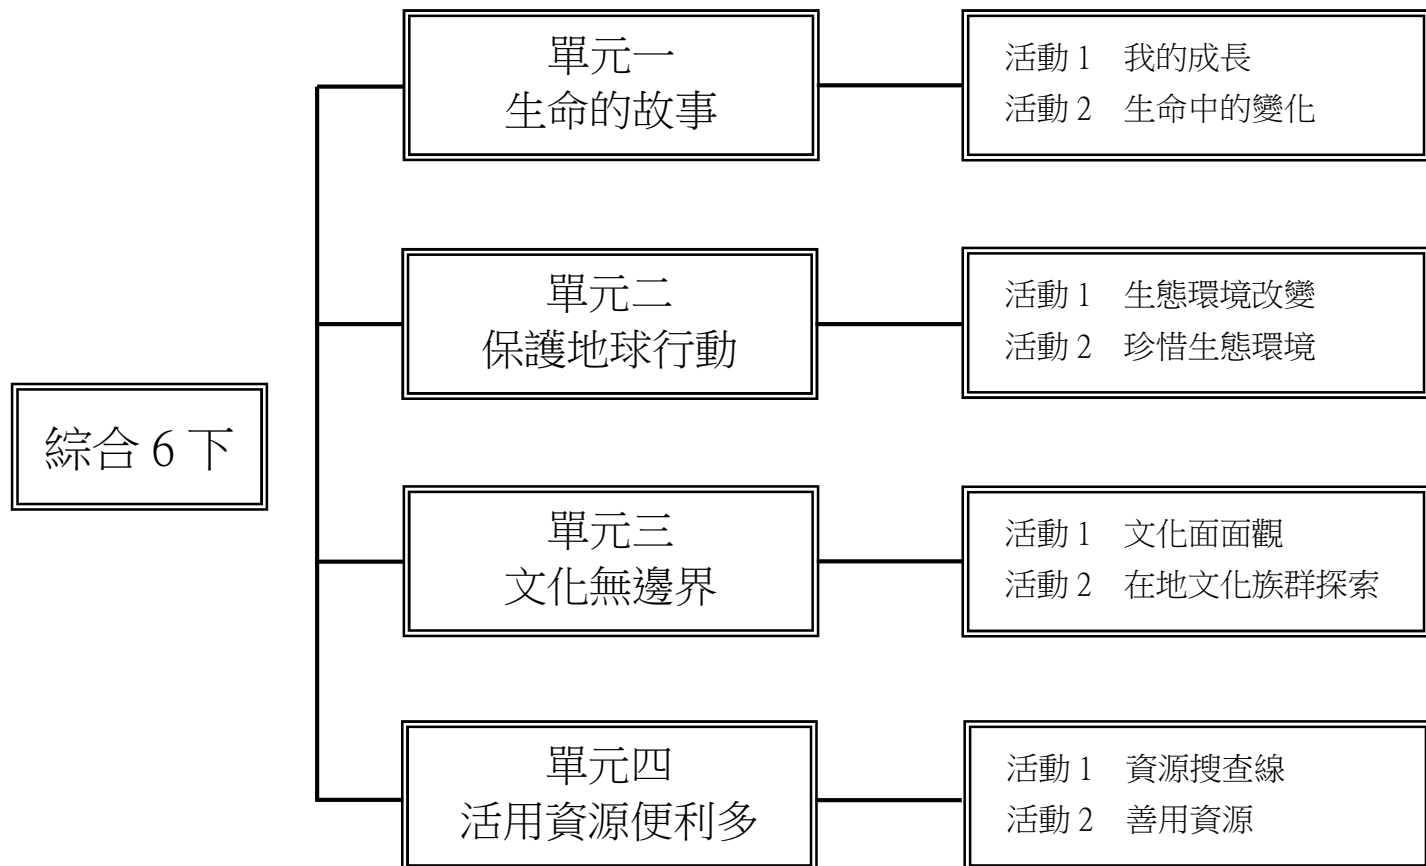 綜合 6 下
單元一
生命的故事
活動 1 我的成長
活動 2 生命中的變化
單元二
保護地球行動
活動 1 生態環境改變
活動 2 珍惜生態環境
單元三
文化無邊界
活動 1 文化面面觀
活動 2 在地文化族群探索
單元四
活用資源便利多
活動 1 資源搜查線
活動 2 善用資源